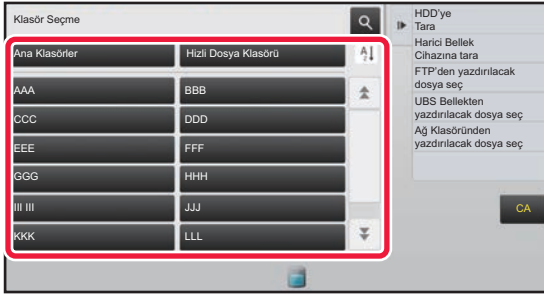 Klasör Seçme
Ana Klasörler
Hizli Dosya Klasörü
AAA
BBB
CCC
DDD
EEE
FFF
GGG
HHH
III III
JJJ
KKK
LLL
HDD'ye
Tara
Harici Bellek
Cihazına tara
FTP'den yazdırılacak
dosya seç
UBS Bellekten
yazdırılacak dosya seç
Ağ Klasöründen
yazdırılacak dosya seç
CA